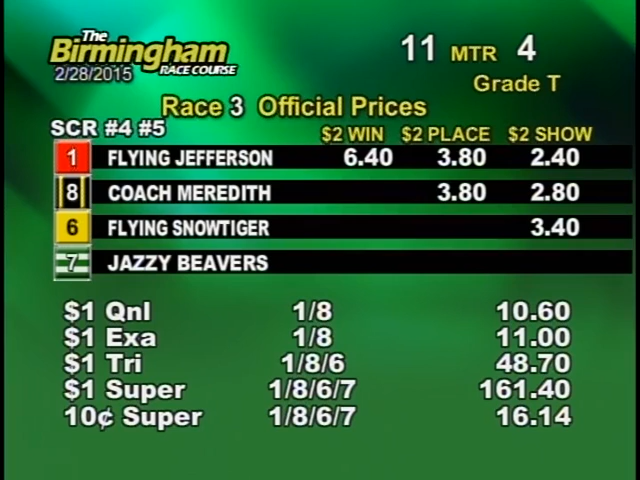 The
Birmingham
RACE COURSE
2/28/2015
11 MTR 4
Grade T
Race 3 Official Prices
SCR #4 #5
$2 WIN $2 PLACE $2 SHOW
1 FLYING JEFFERSON 6.40 3.80 2.40
8 COACH MEREDITH 3.80 2.80
6 FLYING SNOWTIGER 3.40
7 JAZZY BEAVERS
$1 Qnl 1/8 10.60
$1 Exa 1/8 11.00
$1 Tri 1/8/6 48.70
$1 Super 1/8/6/7 161.40
10¢ Super 1/8/6/7 16.14